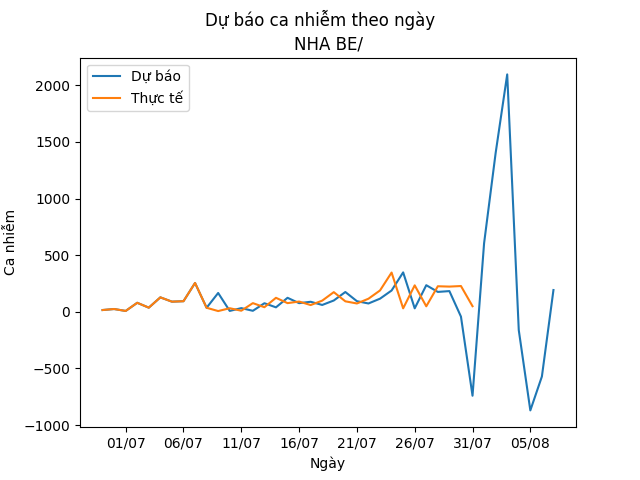 Dự báo ca nhiễm theo ngày
NHA BE/
Dự báo
Thực tế
Ca nhiễm
2000
1500
1000
500
0
−500
−1000
01/07 06/07 11/07 16/07 21/07 26/07 31/07 05/08
Ngày